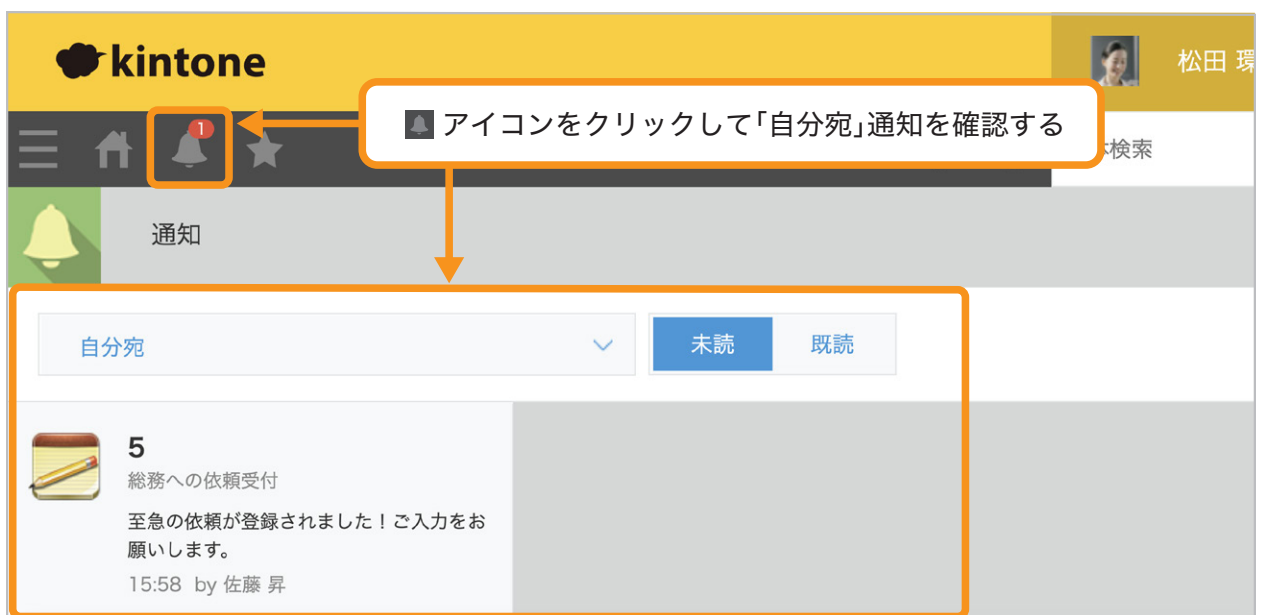 kintone
松田 環
1
アイコンをクリックして「自分宛」通知を確認する
検索
通知
自分宛
未読
既読
5
総務への依頼受付
至急の依頼が登録されました！ご入力をお
願いします。
15:58 by 佐藤 昇